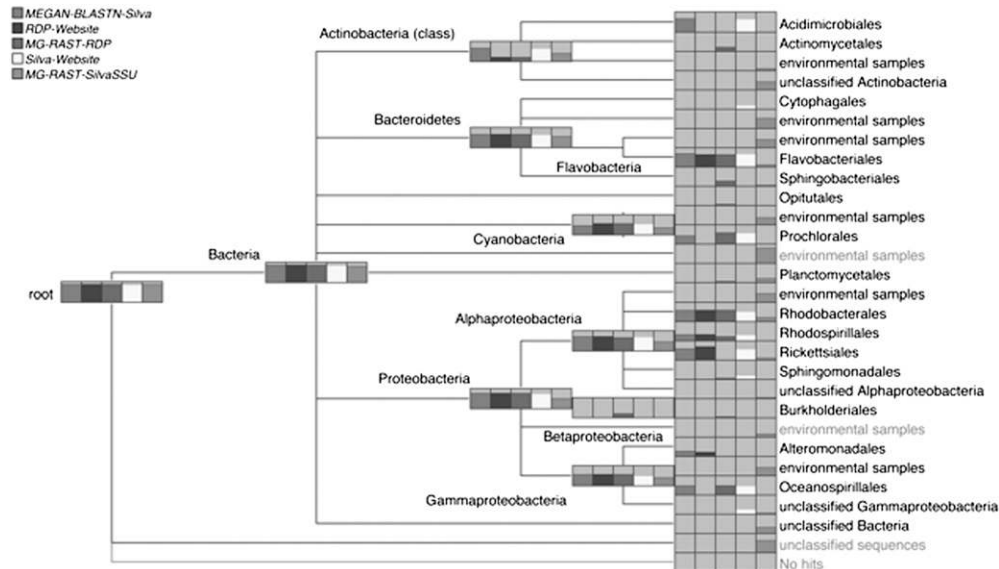 MEGAN-BLASTN-Silva
RDP-Website
MG-RAST-RDP
Silva-Website
MG-RAST-SilvaSSU
Actinobacteria (class)
Bacteroidetes
Flavobacteria
Cyanobacteria
Bacteria
root
Alphaproteobacteria
Proteobacteria
Betaproteobacteria
Gammaproteobacteria
Acidimicrobiales
Actinomycetales
environmental samples
unclassified Actinobacteria
Cytophagales
environmental samples
environmental samples
Flavobacteriales
Sphingobacteriales
Opitutales
environmental samples
Prochlorales
environmental samples
Planctomycetales
environmental samples
Rhodobacterales
Rhodospirillales
Rickettsiales
Sphingomonadales
unclassified Alphaproteobacteria
Burkholderiales
environmental samples
Alteromonadales
environmental samples
Oceanospirillales
unclassified Gammaproteobacteria
unclassified Bacteria
unclassified sequences
No hits